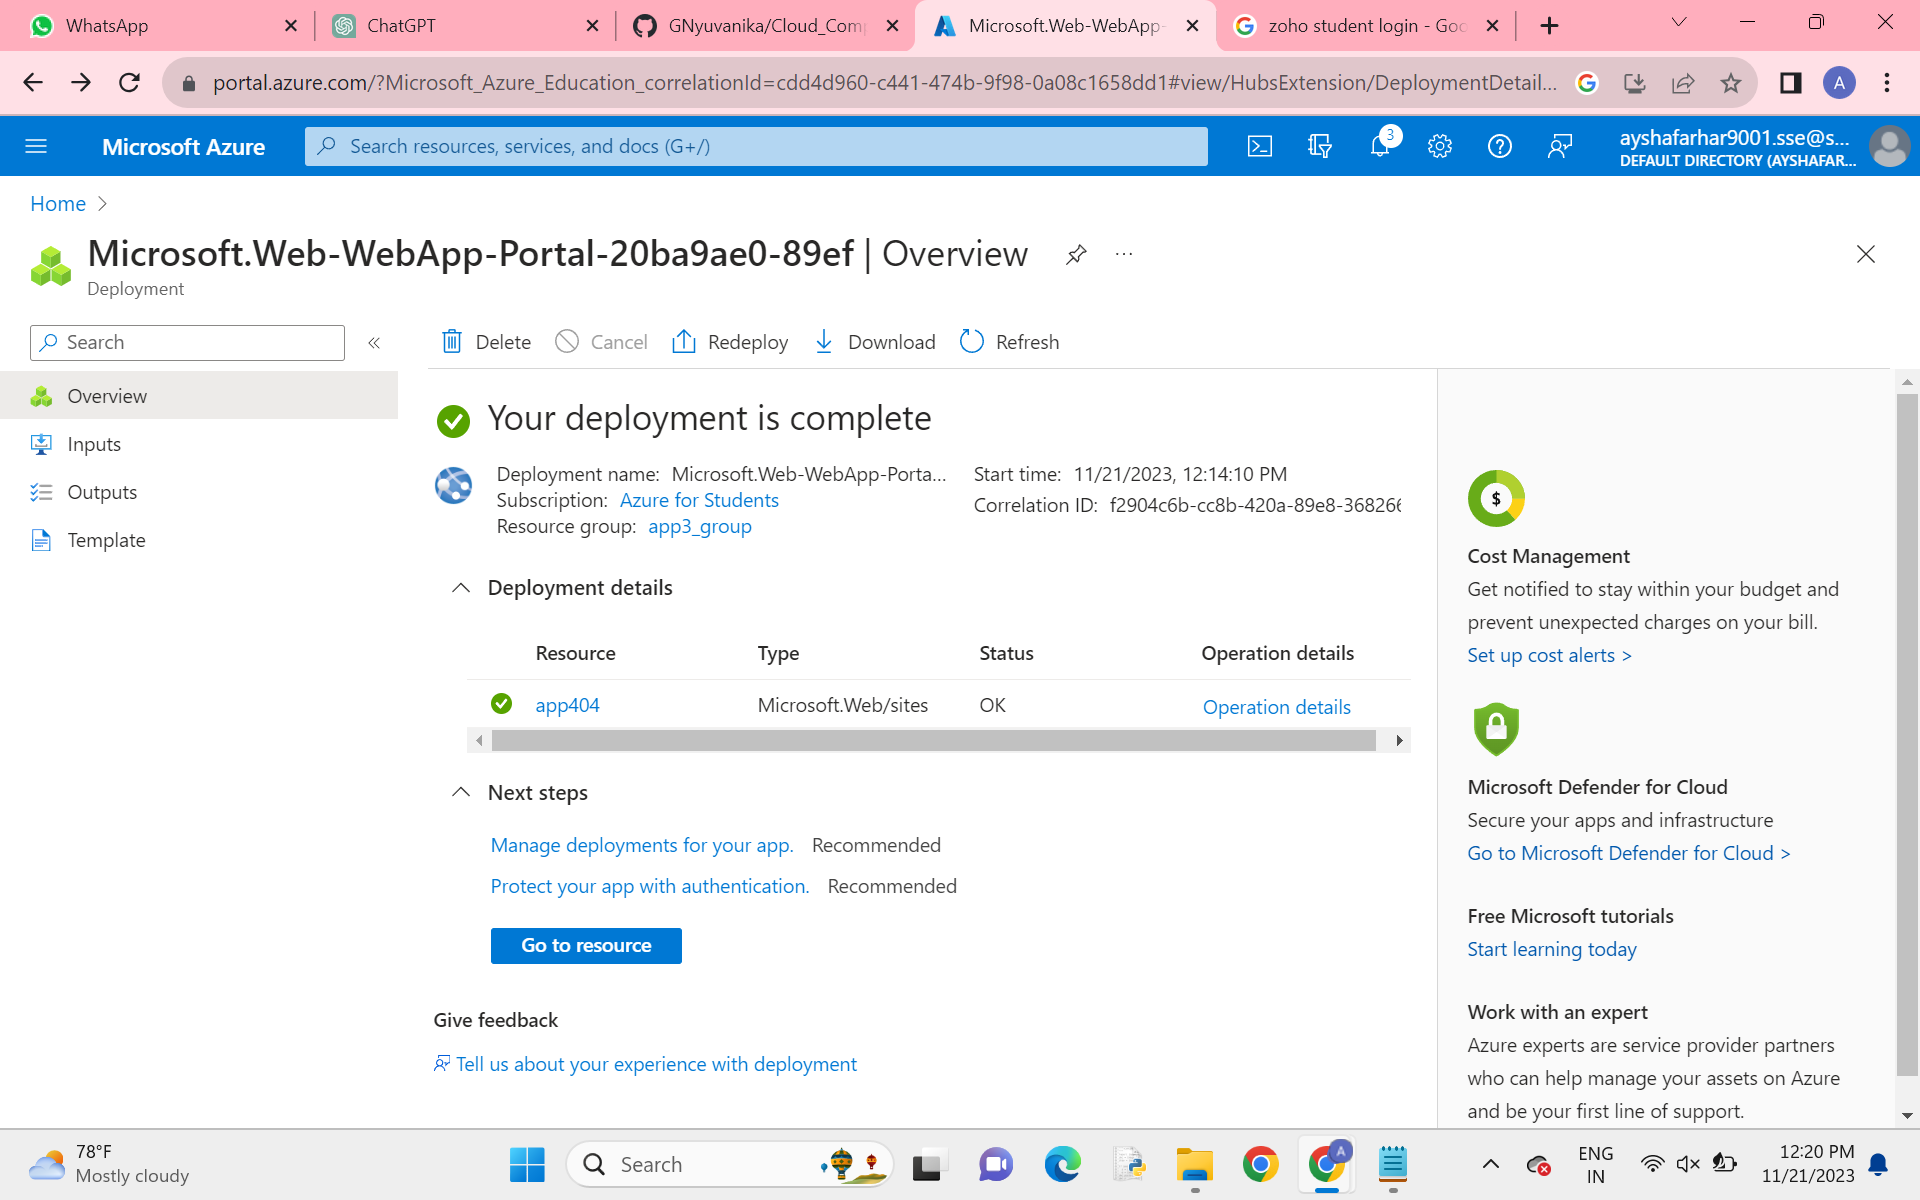 WhatsApp
ChatGPT
GNyuvanika/Cloud_Com
Microsoft.Web-WebApp-
zoho student login - Goo
portal.azure.com/?Microsoft_Azure_Education_correlationId=cdd4d960-c441-474b-9f98-0a08c1658dd1#view/HubsExtension/DeploymentDetail...
A
Microsoft Azure
Search resources, services, and docs (G+/)
3
ayshafarhar9001.sse@s...
DEFAULT DIRECTORY (AYSHAFAR...
Home
Microsoft.Web-WebApp-Portal-20ba9ae0-89ef | Overview
Deployment
Search
Delete
Cancel
Redeploy
Download
Refresh
Overview
Inputs
Outputs
Template
Your deployment is complete
Deployment name: Microsoft.Web-WebApp-Porta...
Subscription: Azure for Students
Resource group: app3_group
Start time: 11/21/2023, 12:14:10 PM
Correlation ID: f2904c6b-cc8b-420a-89e8-368266
Deployment details
Resource Type Status Operation details
app404 Microsoft.Web/sites OK Operation details
Next steps
Manage deployments for your app. Recommended
Protect your app with authentication. Recommended
Go to resource
Give feedback
Tell us about your experience with deployment
$
Cost Management
Get notified to stay within your budget and
prevent unexpected charges on your bill.
Set up cost alerts >
Microsoft Defender for Cloud
Secure your apps and infrastructure
Go to Microsoft Defender for Cloud >
Free Microsoft tutorials
Start learning today
Work with an expert
Azure experts are service provider partners
who can help manage your assets on Azure
and be your first line of support.
78°F
Mostly cloudy
Search
A
ENG
IN
12:20 PM
11/21/2023